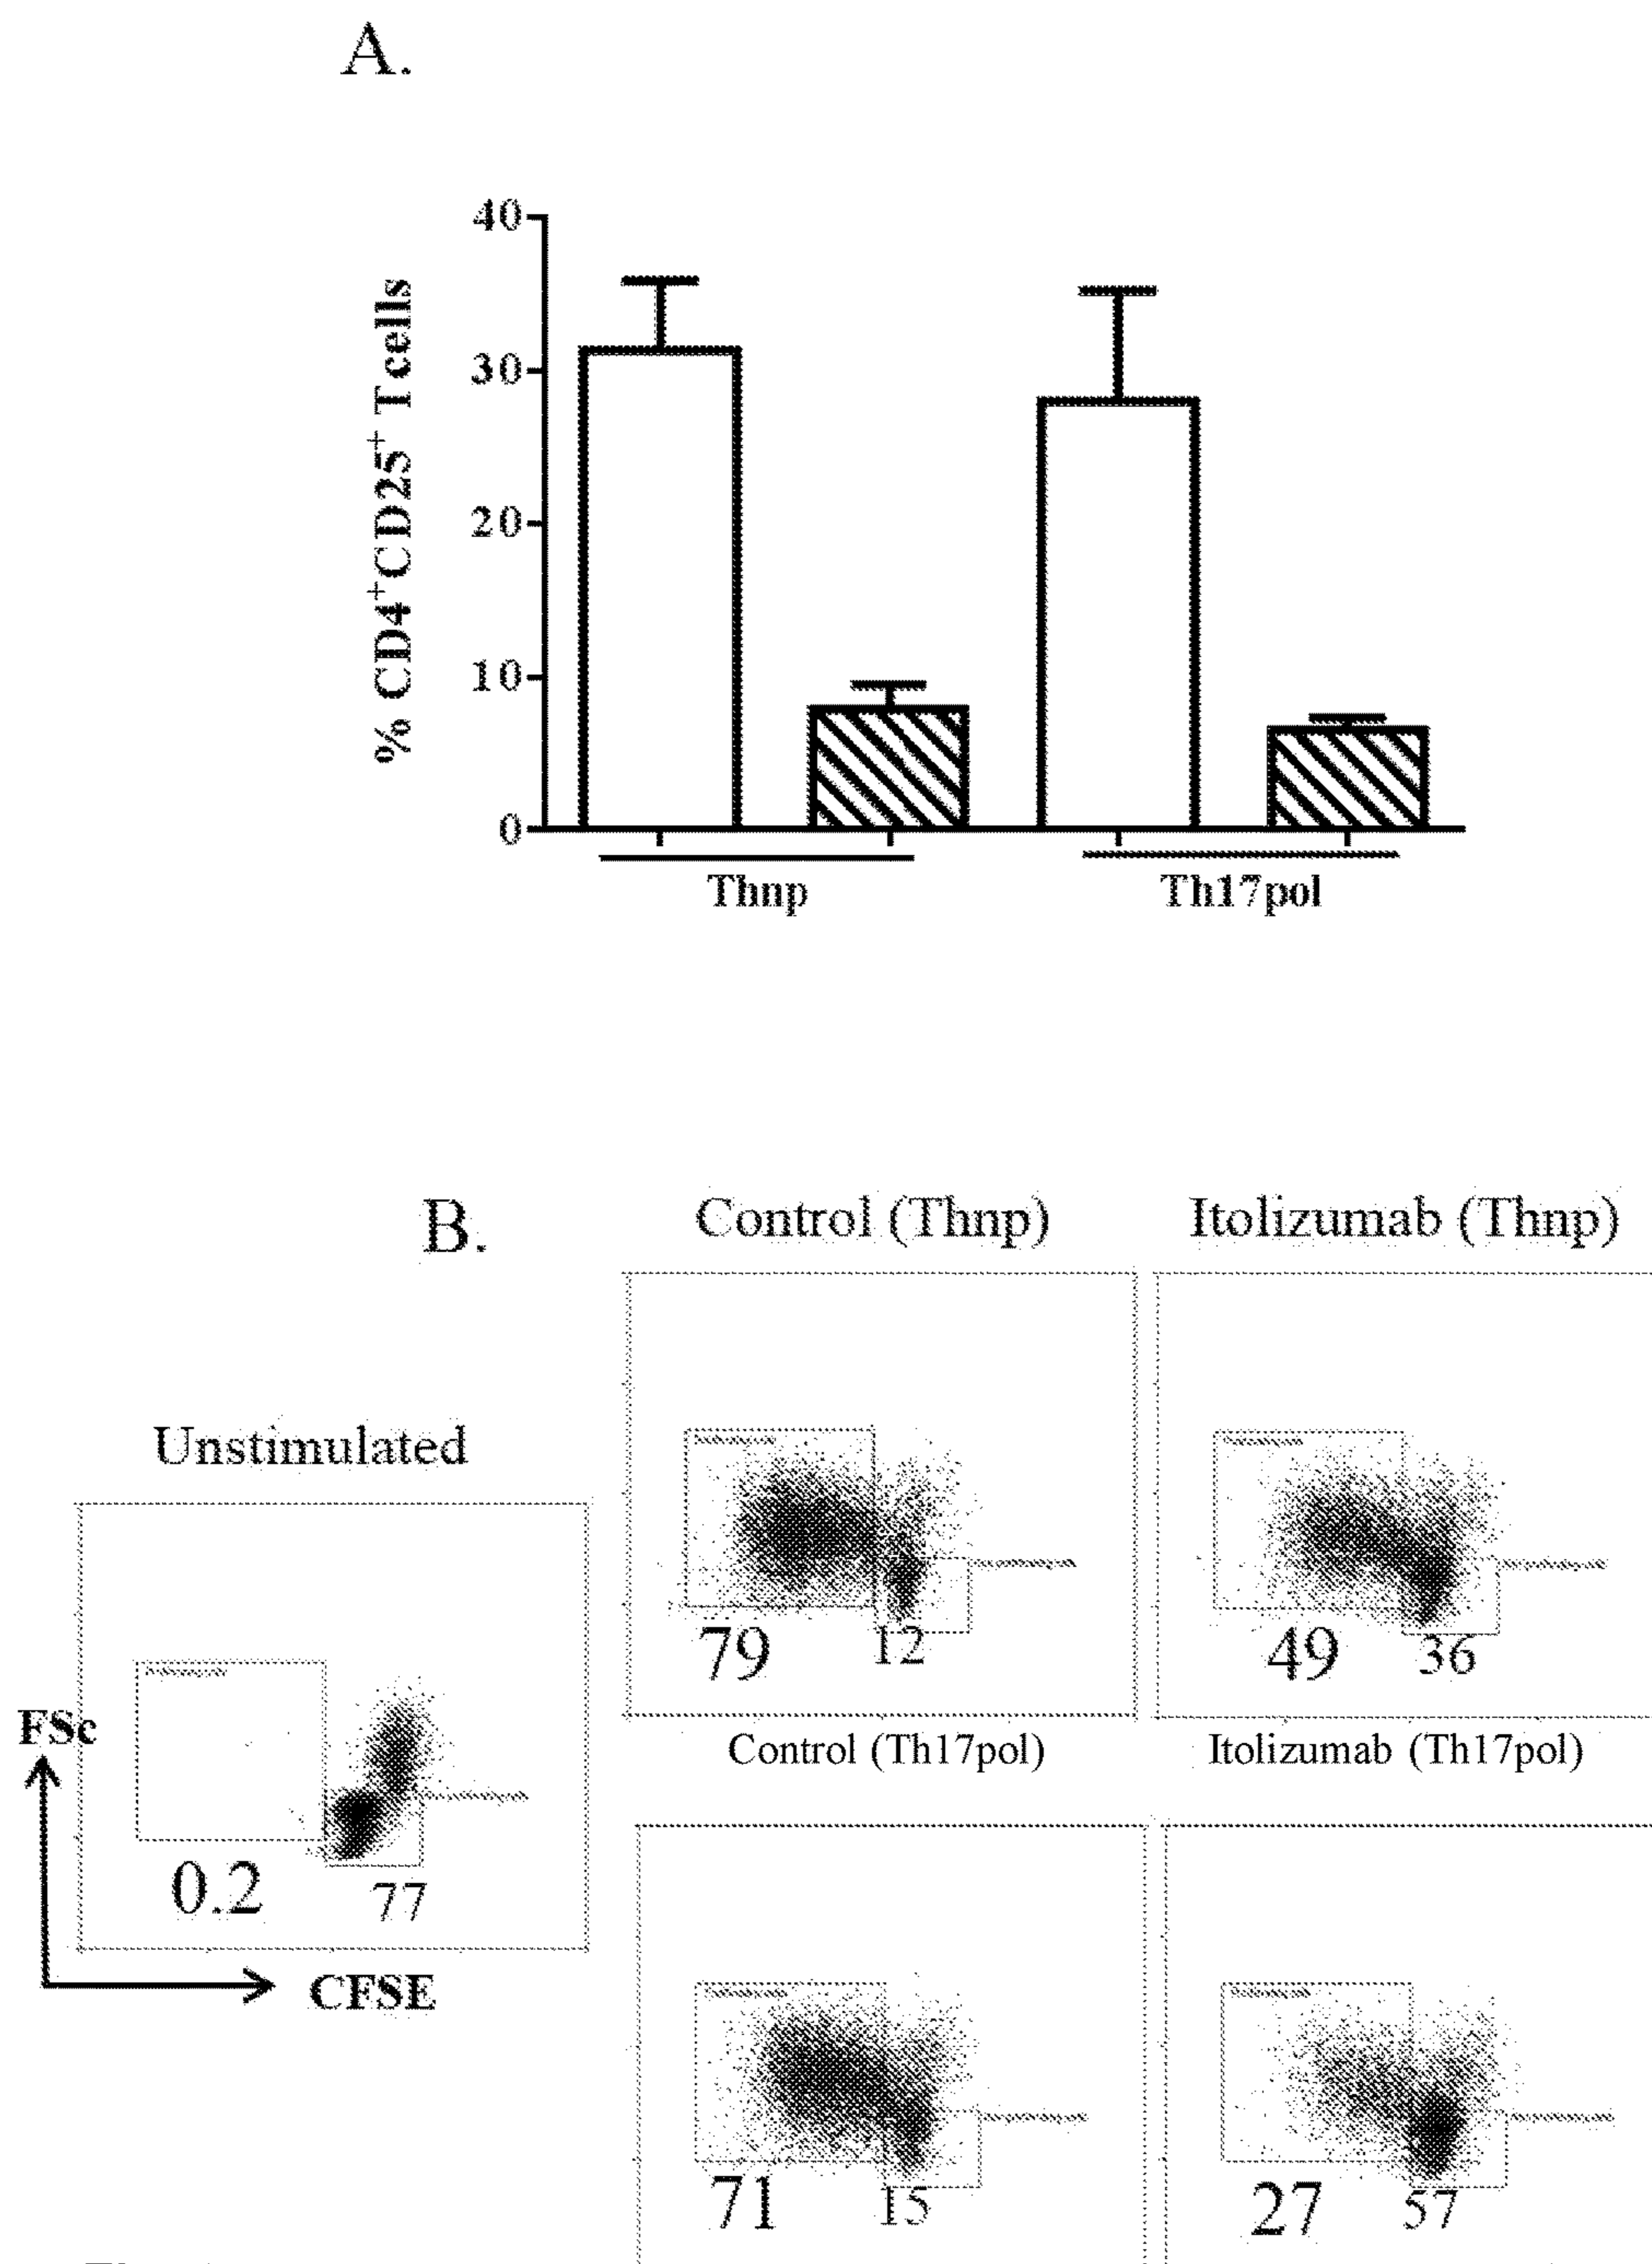 A.
40
30
20
10
0
% CD4+CD25+ T cells
Thnp
Th17pol
B.
Control (Thnp)
Itolizumab (Thnp)
Unstimulated
79
12
49
36
FSc
0.2
77
CFSE
Control (Th17pol)
Itolizumab (Th17pol)
71
15
27
57